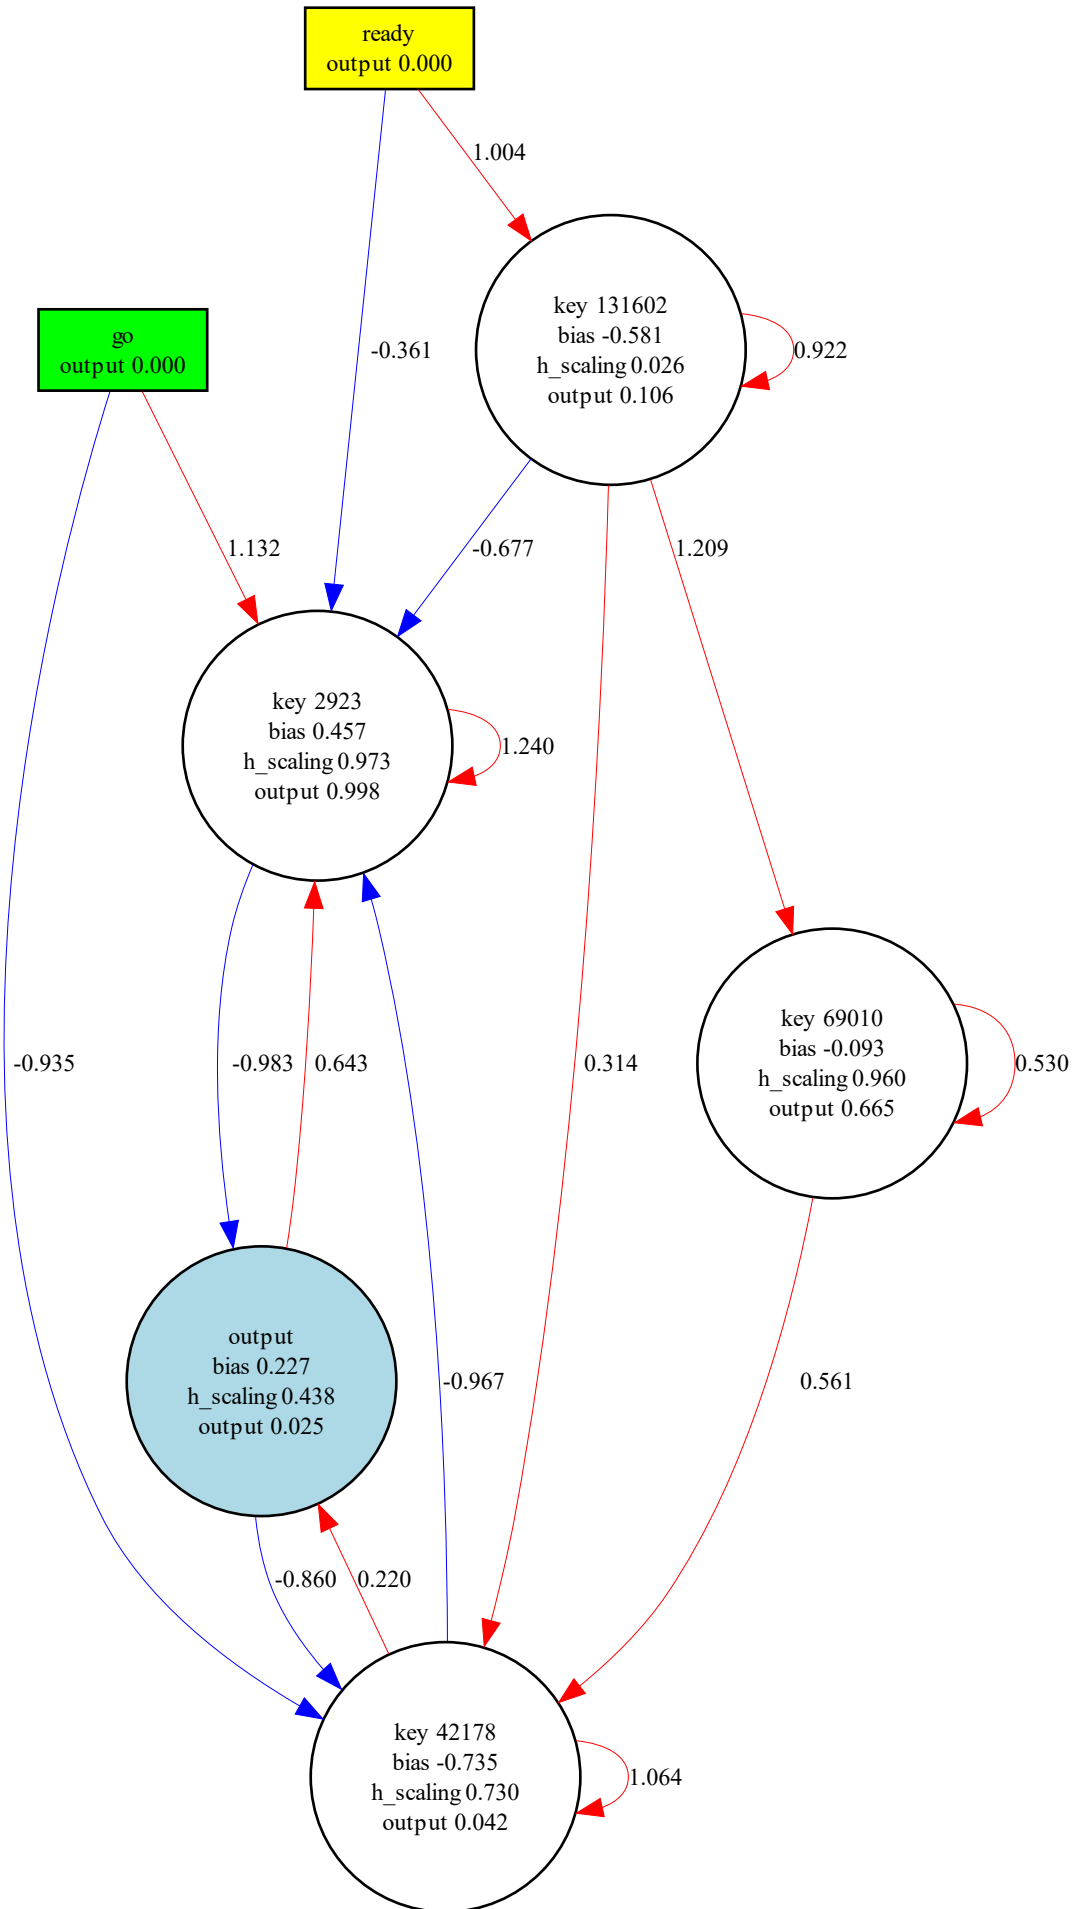 ready
output 0.000
1.004
key 131602
bias -0.581
h_scaling 0.026
output 0.106
0.922
go
output 0.000
-0.361
1.132
-0.677
1.209
key 2923
bias 0.457
h_scaling 0.973
output 0.998
1.240
key 69010
bias -0.093
h_scaling 0.960
output 0.665
0.530
-0.935
-0.983
0.643
0.314
output
bias 0.227
h_scaling 0.438
output 0.025
-0.967
0.561
-0.860
0.220
key 42178
bias -0.735
h_scaling 0.730
output 0.042
1.064